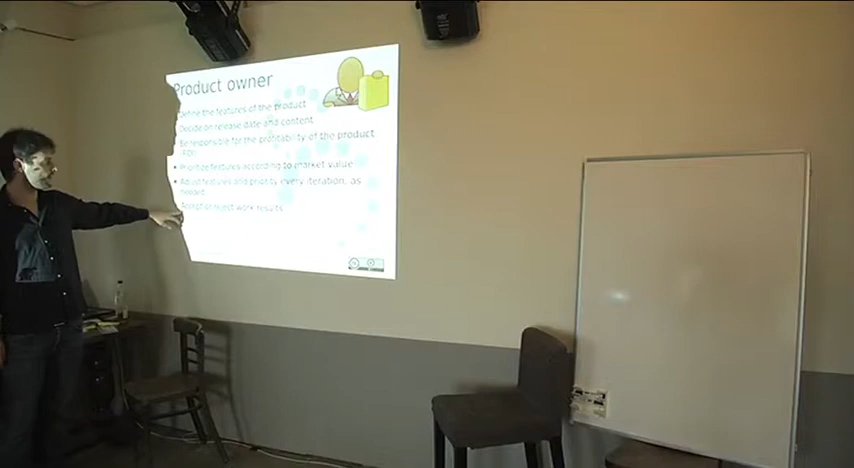 Product owner
Define the features of the product
Decide on release date and content
Be responsible for the profitability of the product
(ROI)
• Prioritize features according to market value
• Adjust features and priority every iteration, as
needed
Accept or reject work results